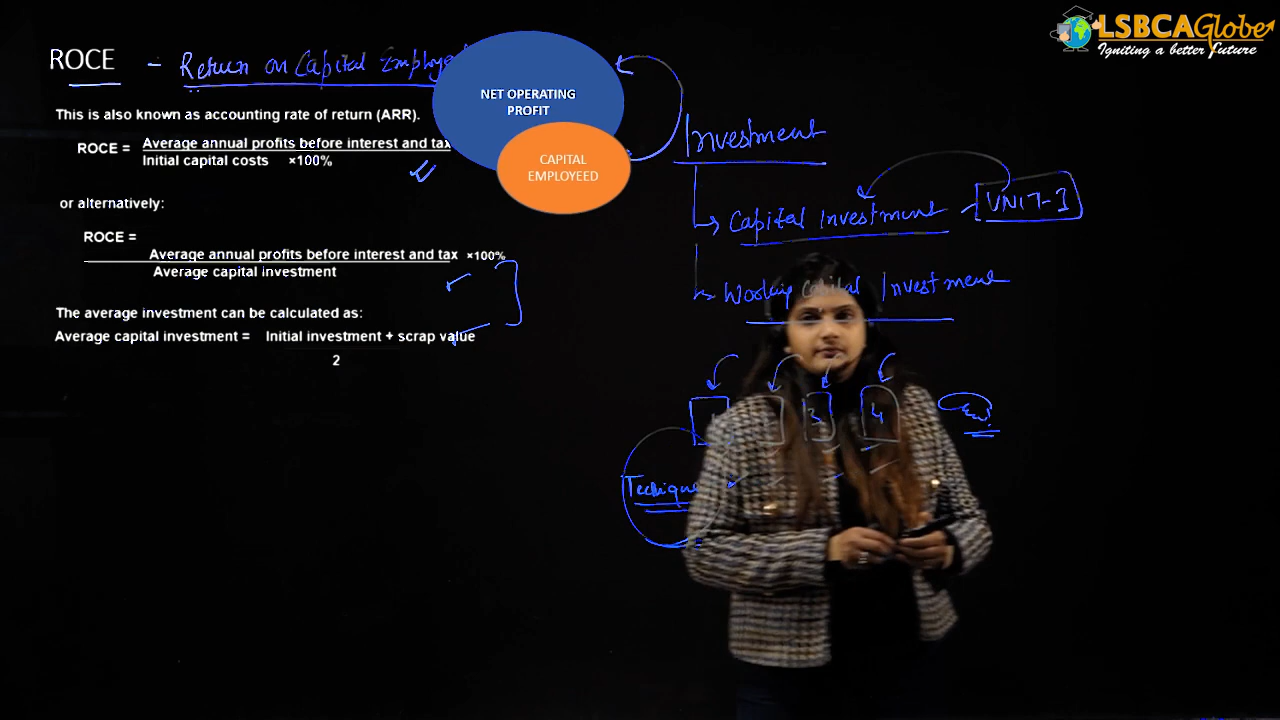 LSBCAGlobe
Igniting a better Future
ROCE - Return on Capital Employe
This is also known as accounting rate of return (ARR).
ROCE = Average annual profits before interest and tax
Initial capital costs ×100%
NET OPERATING
PROFIT
CAPITAL
EMPLOYEED
or alternatively:
ROCE =
Average annual profits before interest and tax ×100%
Average capital investment
The average investment can be calculated as:
Average capital investment = Initial investment + scrap value
2
Investment
Capital Investment - UNIT-I
Working Capital Investment
3 4
Technique